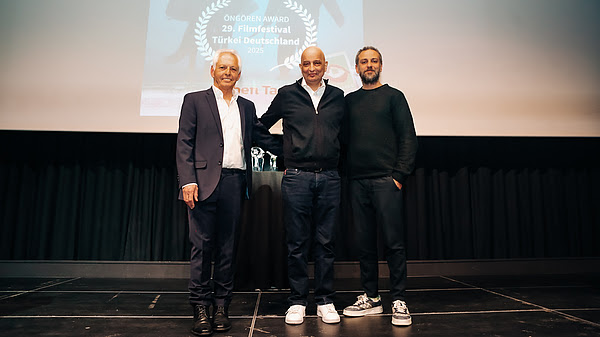 ÖNGÖREN AWARD
29. Filmfestival
Türkei Deutschland
2025